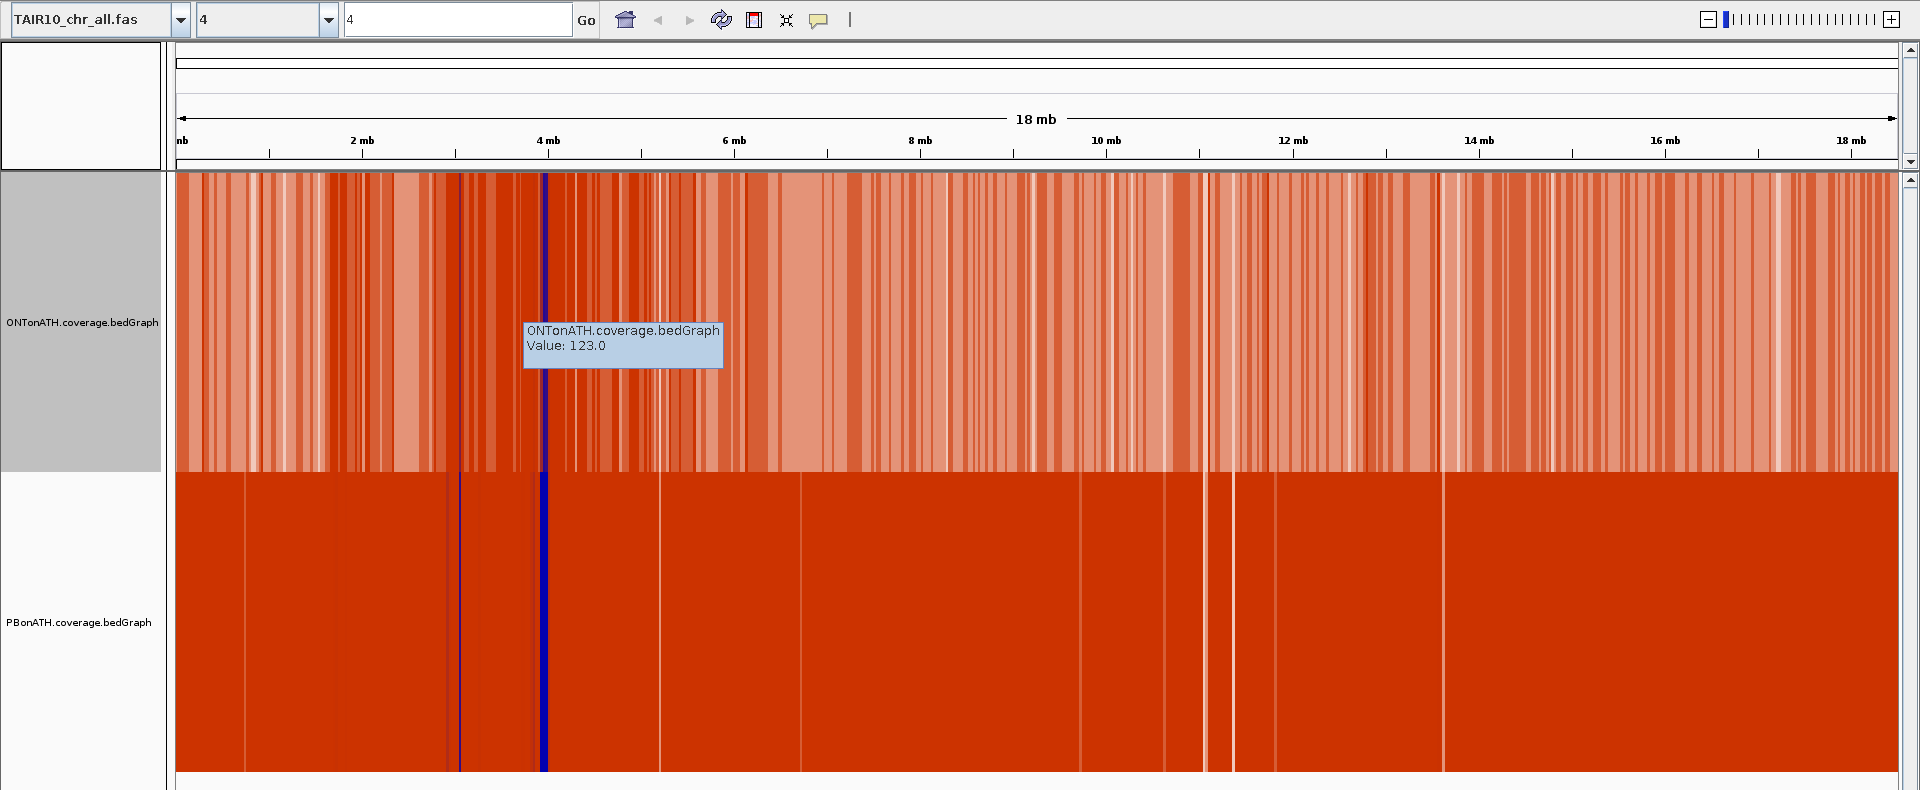 TAIR10_chr_all.fas 4 4 Go
18 mb
nb 2 mb 4 mb 6 mb 8 mb 10 mb 12 mb 14 mb 16 mb 18 mb
ONTonATH.coverage.bedGraph
ONTonATH.coverage.bedGraph
Value: 123.0
PBonATH.coverage.bedGraph